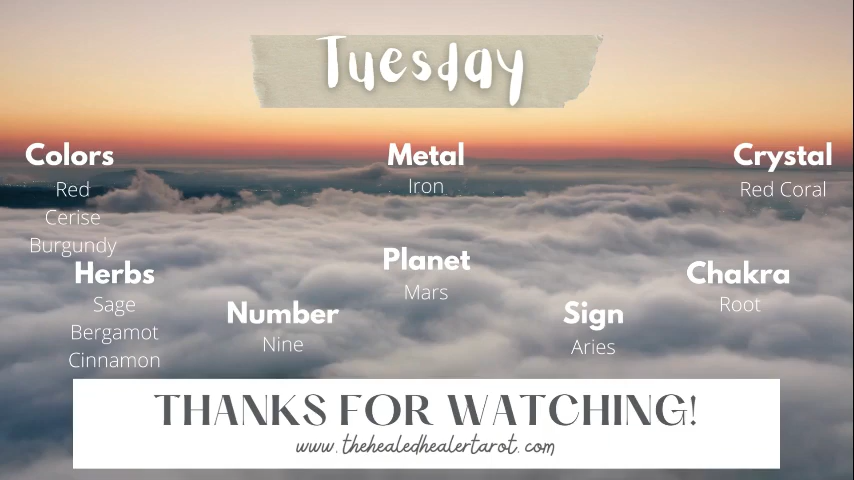 Tuesday
Colors
Red
Cerise
Burgundy
Metal
Iron
Crystal
Red Coral
Herbs
Sage
Bergamot
Cinnamon
Number
Nine
Planet
Mars
Sign
Aries
Chakra
Root
THANKS FOR WATCHING!
www.thehealedhealertarot.com